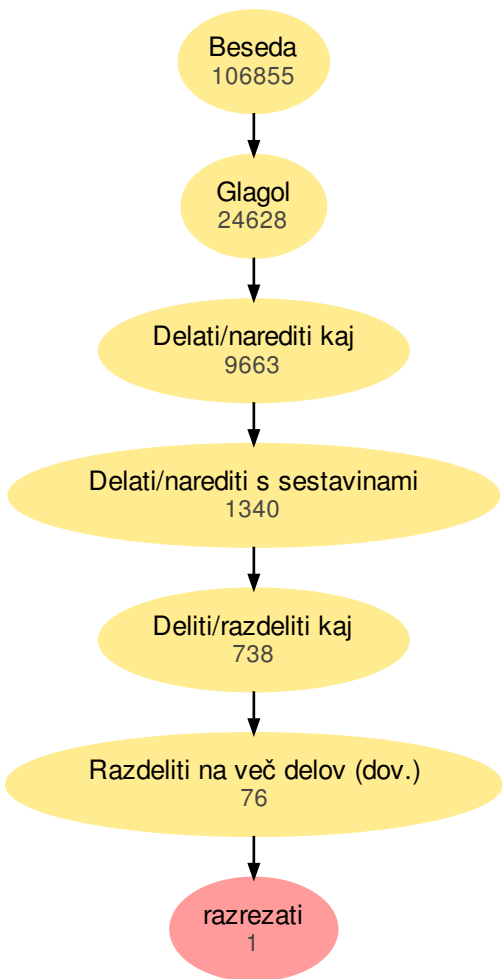 Beseda
106855
Glagol
24628
Delati/narediti kaj
9663
Delati/narediti s sestavinami
1340
Deliti/razdeliti kaj
738
Razdeliti na več delov (dov.)
76
razrezati
1